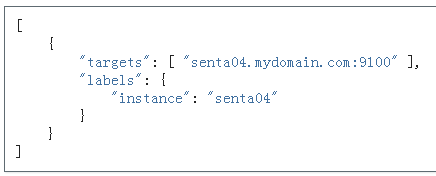 [
    {
        "targets": [ "senta04.mydomain.com:9100" ],
        "labels": {
            "instance": "senta04"
        }
    }
]